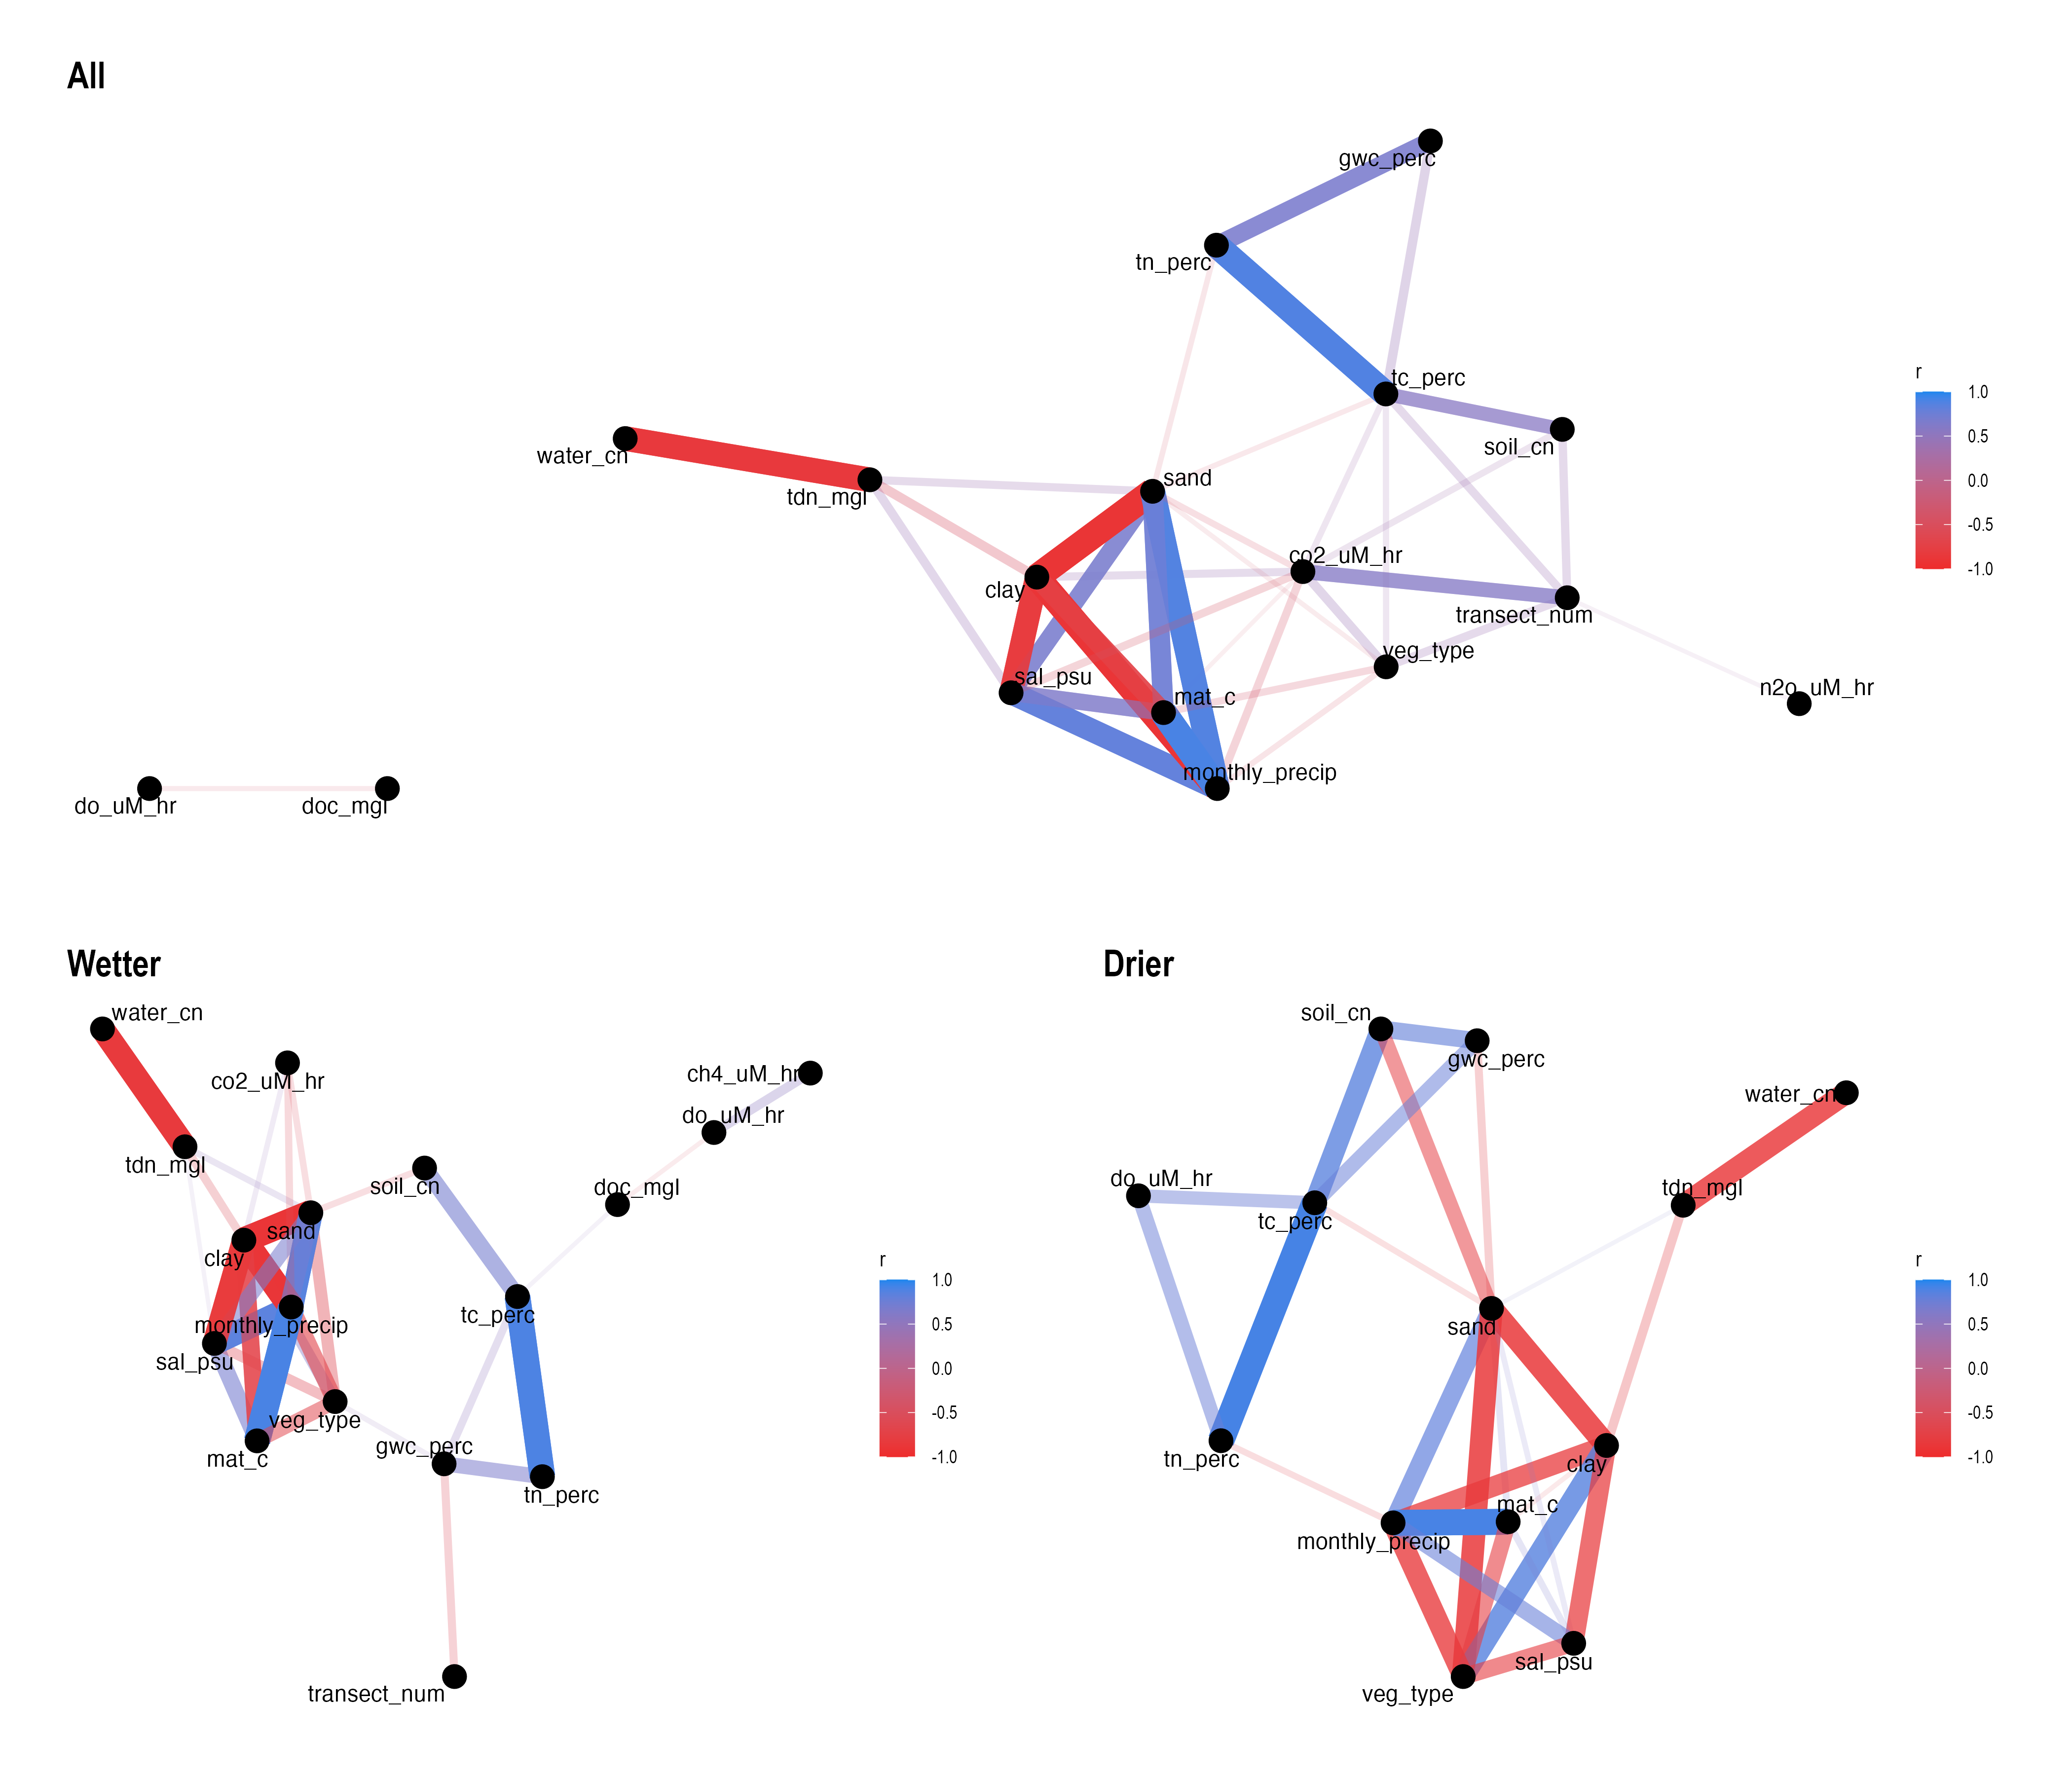 All
gwc_perc
tn_perc
r
tc_perc
1.0
soil_cn
water_cn
0.5
sand
0.0
tdn_mgl
-0.5
co2_uM_hr
-1.0
clay
transect_num
veg_type
sal_psu
n2o_uM_hr
mat_c
monthly_precip
do_uM_hr
doc_mgl
Wetter
water_cn
co2_uM_hr
ch4_uM_hr
do_uM_hr
tdn_mgl
soil_cn
doc_mgl
sand
clay
r
1.0
tc_perc
monthly_precip
0.5
sal_psu
0.0
veg_type
-0.5
gwc_perc
mat_c
-1.0
tn_perc
transect_num
Drier
soil_cn
gwc_perc
water_cn
do_uM_hr
tdn_mgl
tc_perc
r
1.0
sand
0.5
0.0
-0.5
tn_perc
clay
-1.0
mat_c
monthly_precip
sal_psu
veg_type